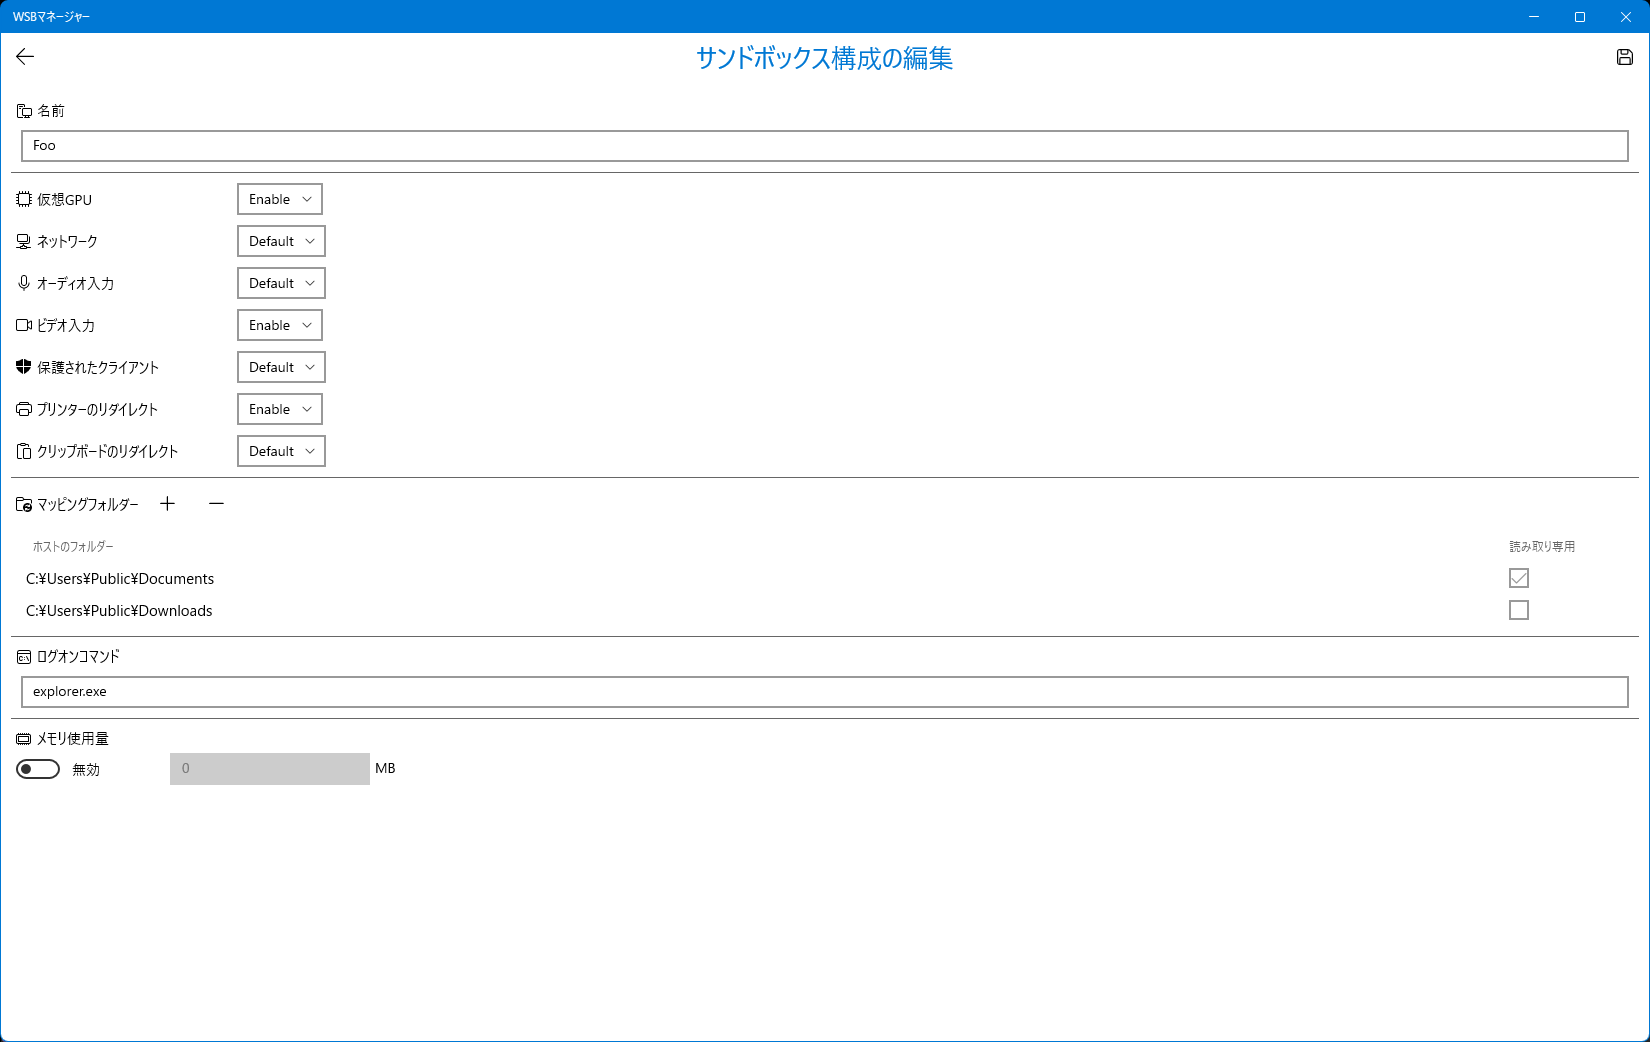 WSBマネージャー
サンドボックス構成の編集
名前
Foo
仮想GPU Enable
ネットワーク Default
オーディオ入力 Default
ビデオ入力 Enable
保護されたクライアント Default
プリンターのリダイレクト Enable
クリップボードのリダイレクト Default
マッピングフォルダー
ホストのフォルダー 読み取り専用
C:¥Users¥Public¥Documents
C:¥Users¥Public¥Downloads
ログオンコマンド
explorer.exe
メモリ使用量
無効 0 MB